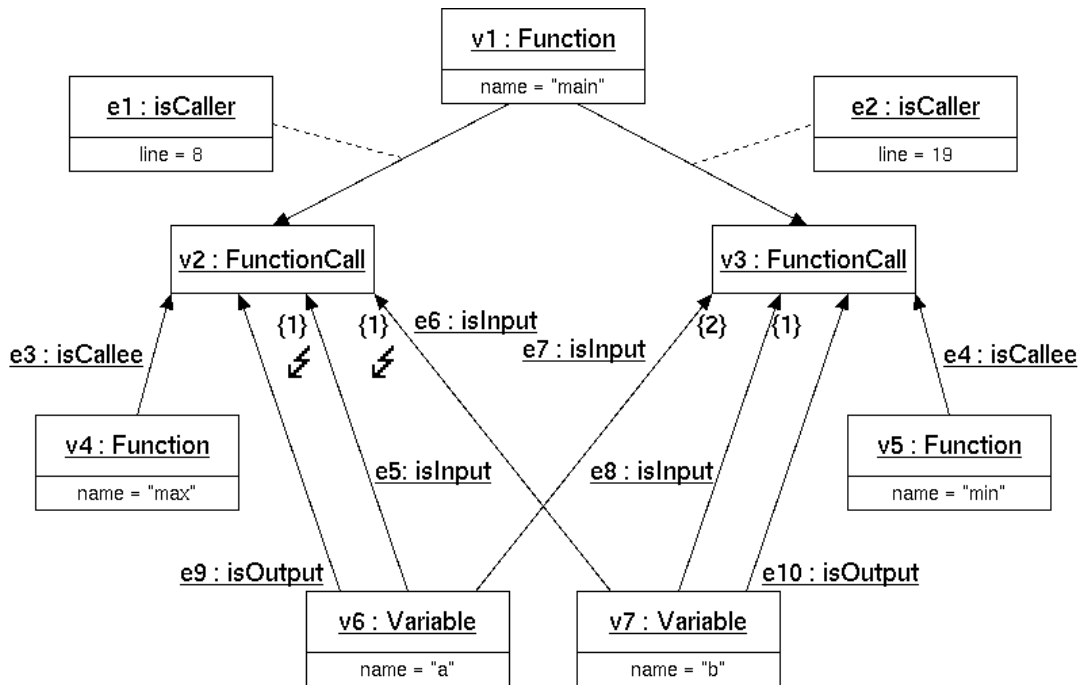 v1 : Function
name = "main"
e1 : isCaller
line = 8
e2 : isCaller
line = 19
v2 : FunctionCall
v3 : FunctionCall
{1}
{1}
e6 : isInput
{2}
{1}
e3 : isCallee
e7 : isInput
e4 : isCallee
v4 : Function
name = "max"
e5: isInput
e8 : isInput
v5 : Function
name = "min"
e9 : isOutput
e10 : isOutput
v6 : Variable
name = "a"
v7 : Variable
name = "b"